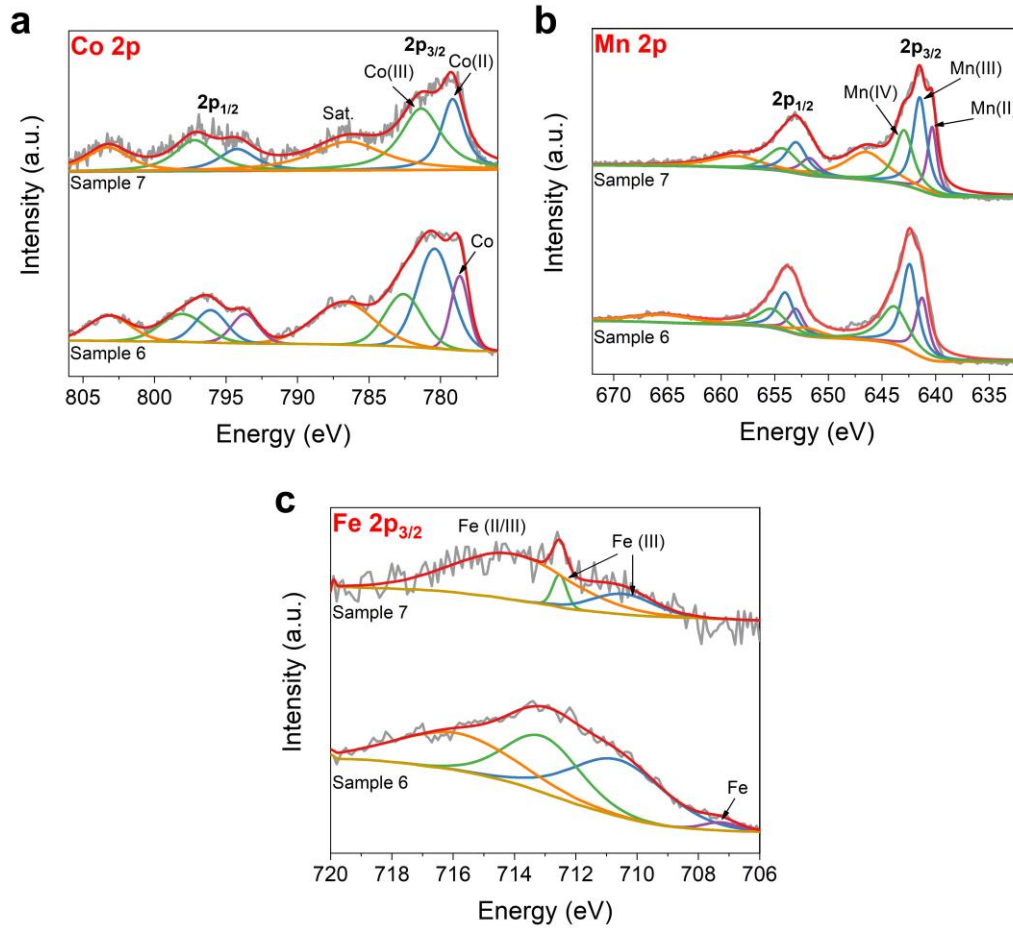 a
Co 2p
2p3/2
Co(II)
Co(III)
2p1/2
Sat.
Sample 7
Co
Sample 6
805 800 795 790 785 780
Energy (eV)
Intensity (a.u.)
b
Mn 2p
2p3/2
Mn(III)
Mn(IV)
Mn(II)
2p1/2
Sample 7
Sample 6
670 665 660 655 650 645 640 635
Energy (eV)
Intensity (a.u.)
c
Fe 2p3/2
Fe (II/III)
Fe (III)
Sample 7
Fe
Sample 6
720 718 716 714 712 710 708 706
Energy (eV)
Intensity (a.u.)